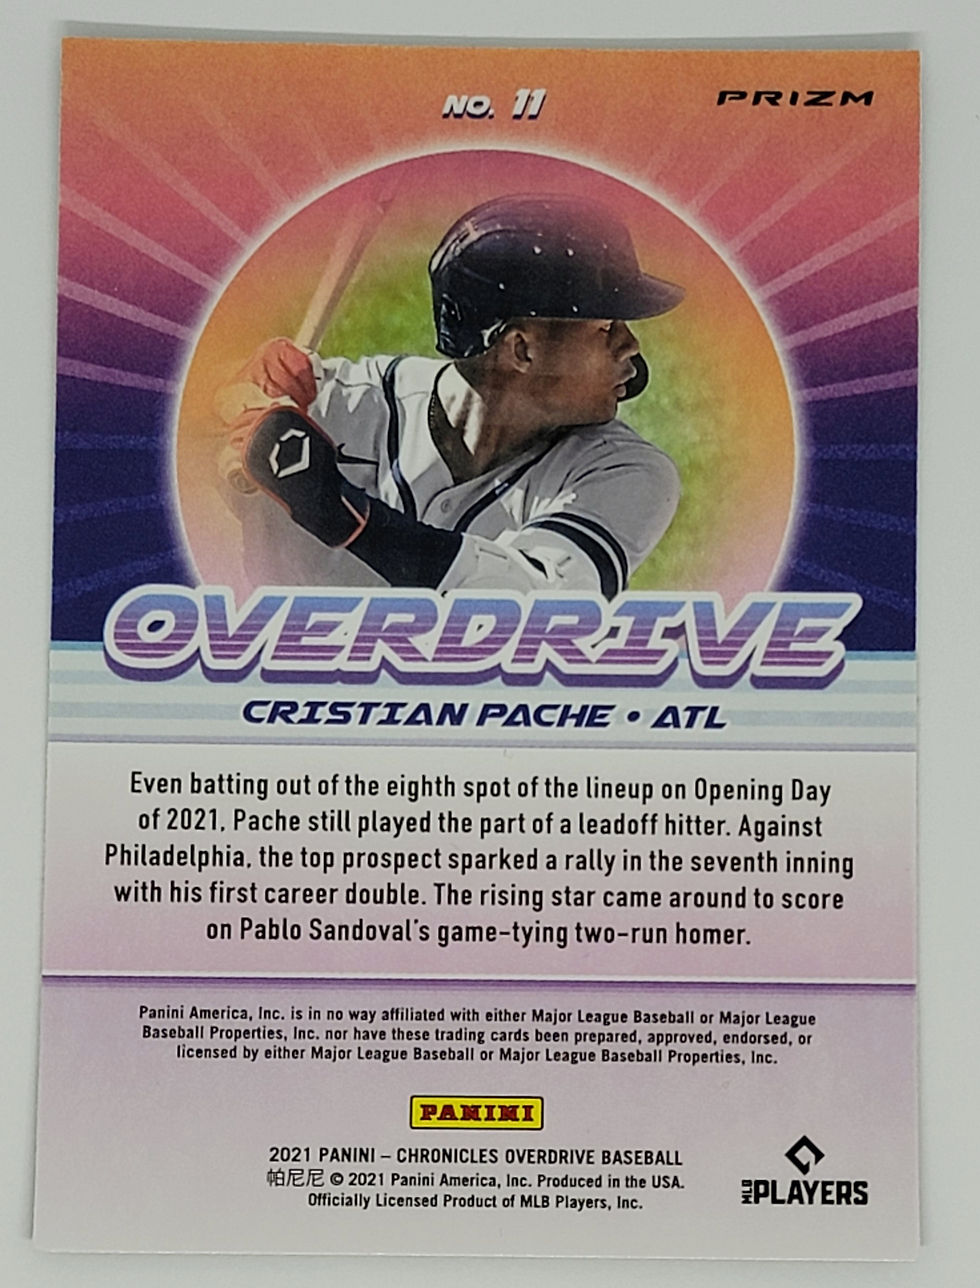 NO. 11
PRIZM
OVERDRIVE
CRISTIAN PACHE • ATL
Even batting out of the eighth spot of the lineup on Opening Day
of 2021, Pache still played the part of a leadoff hitter. Against
Philadelphia, the top prospect sparked a rally in the seventh inning
with his first career double. The rising star came around to score
on Pablo Sandoval's game-tying two-run homer.
Panini America, Inc. is in no way affiliated with either Major League Baseball or Major League
Baseball Properties, Inc. nor have these trading cards been prepared, approved, endorsed, or
licensed by either Major League Baseball or Major League Baseball Properties, Inc.
PANINI
2021 PANINI – CHRONICLES OVERDRIVE BASEBALL
帕尼尼 © 2021 Panini America, Inc. Produced in the USA.
Officially Licensed Product of MLB Players, Inc.
MLB PLAYERS